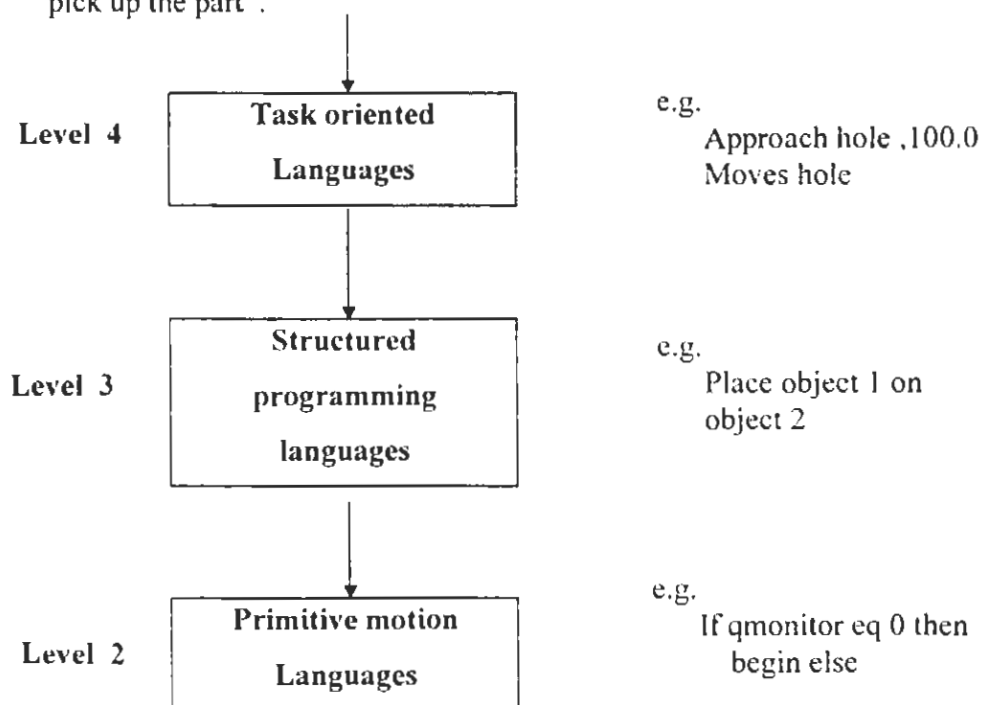 pick up the part .
Level 4
Task oriented
Languages
e.g.
Approach hole ,100.0
Moves hole
Level 3
Structured
programming
languages
e.g.
Place object 1 on
object 2
Level 2
Primitive motion
Languages
e.g.
If qmonitor eq 0 then
begin else